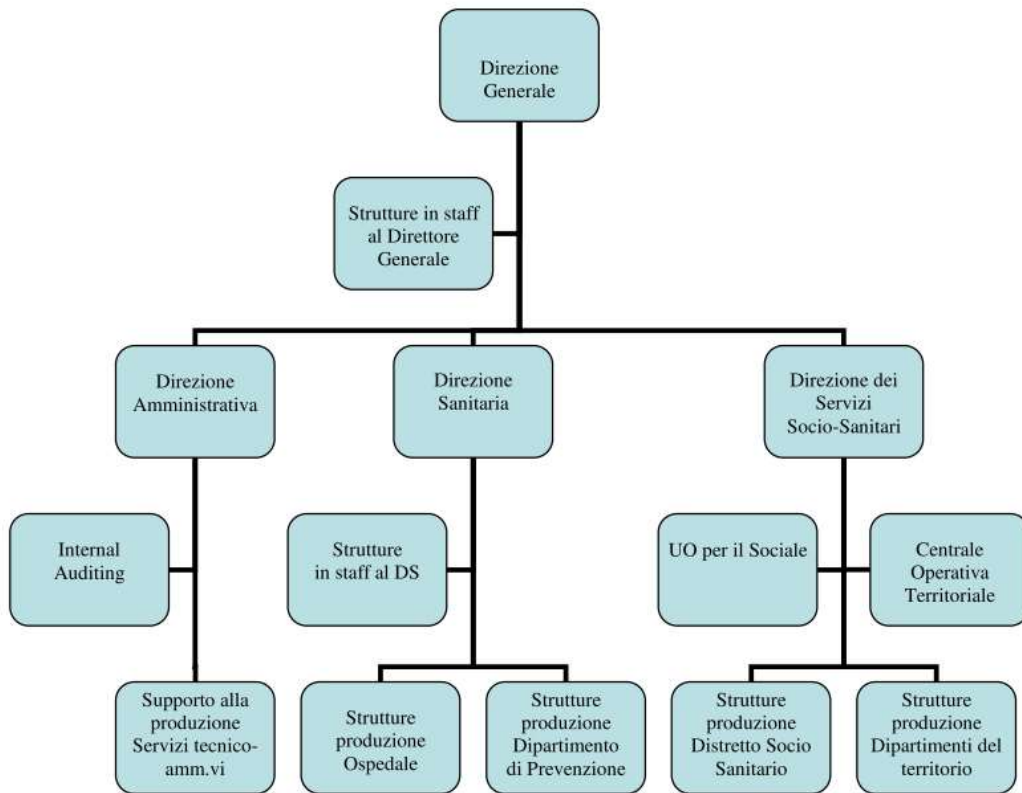 Direzione
Generale
Strutture in staff
al Direttore
Generale
Direzione
Amministrativa
Direzione
Sanitaria
Direzione dei
Servizi
Socio-Sanitari
Internal
Auditing
Strutture
in staff al DS
UO per il Sociale
Centrale
Operativa
Territoriale
Supporto alla
produzione
Servizi tecnico-
amm.vi
Strutture
produzione
Ospedale
Strutture
produzione
Dipartimento
di Prevenzione
Strutture
produzione
Distretto Socio
Sanitario
Strutture
produzione
Dipartimenti del
territorio